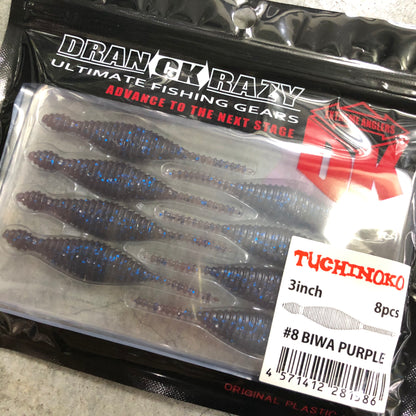 DRANCKRAZY
ULTIMATE FISHING GEARS
ADVANCE TO THE NEXT STAGE
TUCHINOKO
3inch 8pcs
#8 BIWA PURPLE
4 571412 281986
ORIGINAL PLASTIC